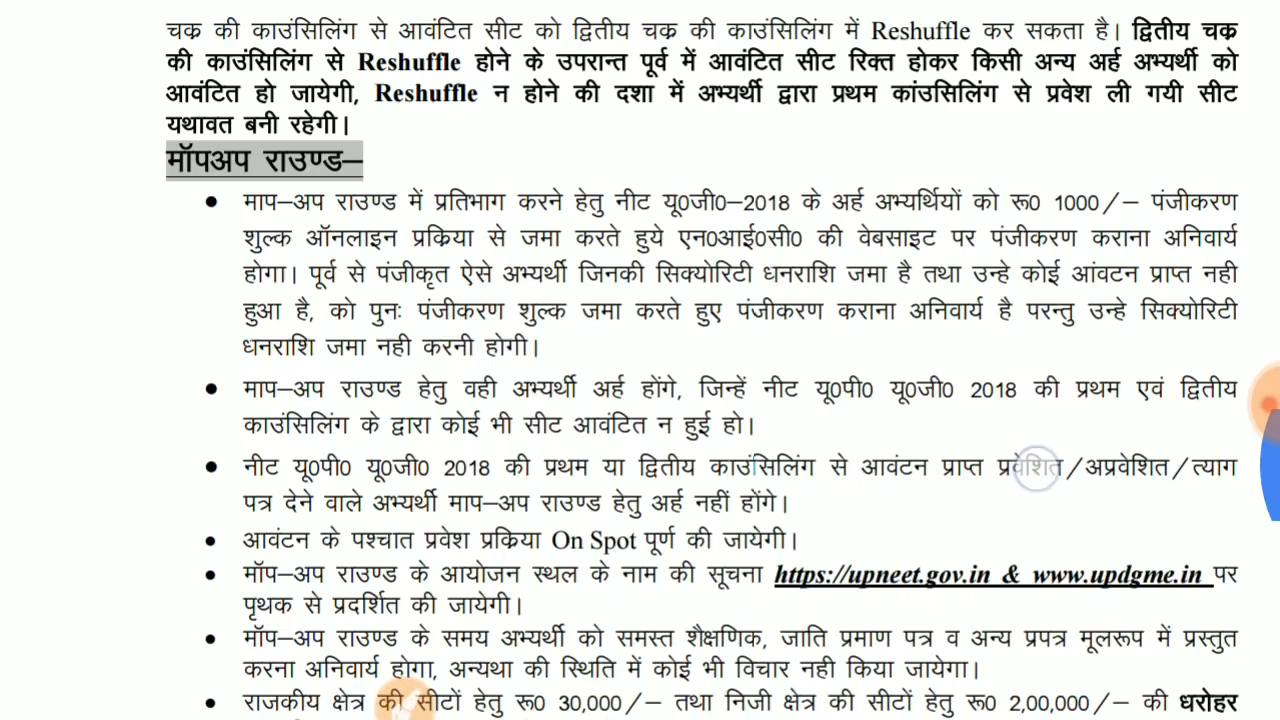 चक्र की काउंसिलिंग से आवंटित सीट को द्वितीय चक्र की काउंसिलिंग में Reshuffle कर सकता है। द्वितीय चक्र
की काउंसिलिंग से Reshuffle होने के उपरान्त पूर्व में आवंटित सीट रिक्त होकर किसी अन्य अर्ह अभ्यर्थी को
आवंटित हो जायेगी, Reshuffle न होने की दशा में अभ्यर्थी द्वारा प्रथम कांउसिलिंग से प्रवेश ली गयी सीट
यथावत बनी रहेगी।
मॉपअप राउण्ड–
• माप–अप राउण्ड में प्रतिभाग करने हेतु नीट यू0जी0–2018 के अर्ह अभ्यर्थियों को रू0 1000/– पंजीकरण
शुल्क ऑनलाइन प्रक्रिया से जमा करते हुये एन0आई0सी0 की वेबसाइट पर पंजीकरण कराना अनिवार्य
होगा। पूर्व से पंजीकृत ऐसे अभ्यर्थी जिनकी सिक्योरिटी धनराशि जमा है तथा उन्हे कोई आंवटन प्राप्त नही
हुआ है, को पुनः पंजीकरण शुल्क जमा करते हुए पंजीकरण कराना अनिवार्य है परन्तु उन्हे सिक्योरिटी
धनराशि जमा नही करनी होगी।
• माप–अप राउण्ड हेतु वही अभ्यर्थी अर्ह होंगे, जिन्हें नीट यू0पी0 यू0जी0 2018 की प्रथम एवं द्वितीय
काउंसिलिंग के द्वारा कोई भी सीट आवंटित न हुई हो।
• नीट यू0पी0 यू0जी0 2018 की प्रथम या द्वितीय काउंसिलिंग से आवंटन प्राप्त प्रवेशित/अप्रवेशित/त्याग
पत्र देने वाले अभ्यर्थी माप–अप राउण्ड हेतु अर्ह नहीं होंगे।
• आवंटन के पश्चात प्रवेश प्रक्रिया On Spot पूर्ण की जायेगी।
• मॉप–अप राउण्ड के आयोजन स्थल के नाम की सूचना https://upneet.gov.in & www.updgme.in पर
पृथक से प्रदर्शित की जायेगी।
• मॉप–अप राउण्ड के समय अभ्यर्थी को समस्त शैक्षणिक, जाति प्रमाण पत्र व अन्य प्रपत्र मूलरूप में प्रस्तुत
करना अनिवार्य होगा, अन्यथा की स्थिति में कोई भी विचार नही किया जायेगा।
• राजकीय क्षेत्र की सीटों हेतु रू0 30,000/– तथा निजी क्षेत्र की सीटों हेतु रू0 2,00,000/– की धरोहर